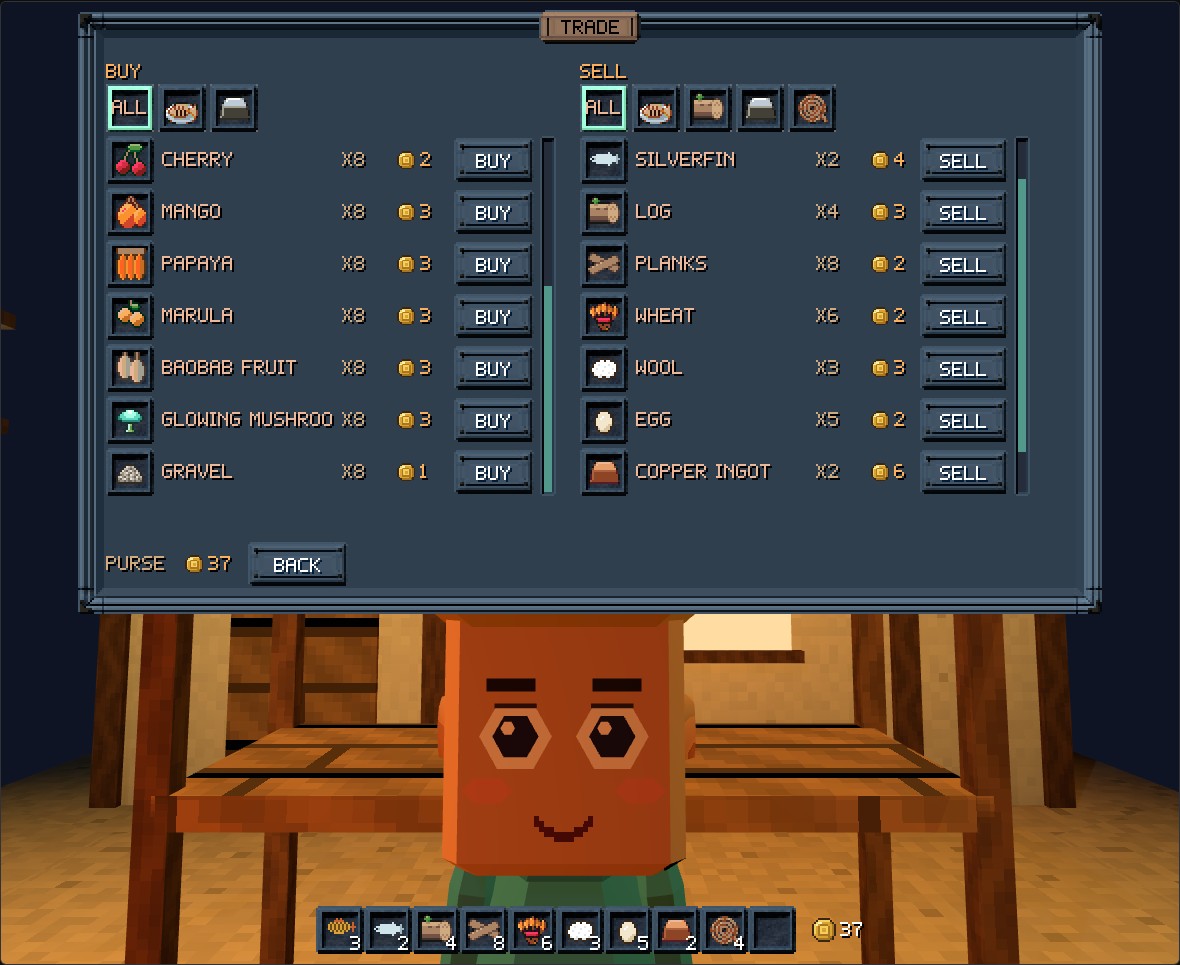 TRADE
BUY
ALL
CHERRY X8 2 BUY
MANGO X8 3 BUY
PAPAYA X8 3 BUY
MARULA X8 3 BUY
BAOBAB FRUIT X8 3 BUY
GLOWING MUSHROO X8 3 BUY
GRAVEL X8 1 BUY
SELL
ALL
SILVERFIN X2 4 SELL
LOG X4 3 SELL
PLANKS X8 2 SELL
WHEAT X6 2 SELL
WOOL X3 3 SELL
EGG X5 2 SELL
COPPER INGOT X2 6 SELL
PURSE 37 BACK
3 2 4 8 6 3 5 2 4 37